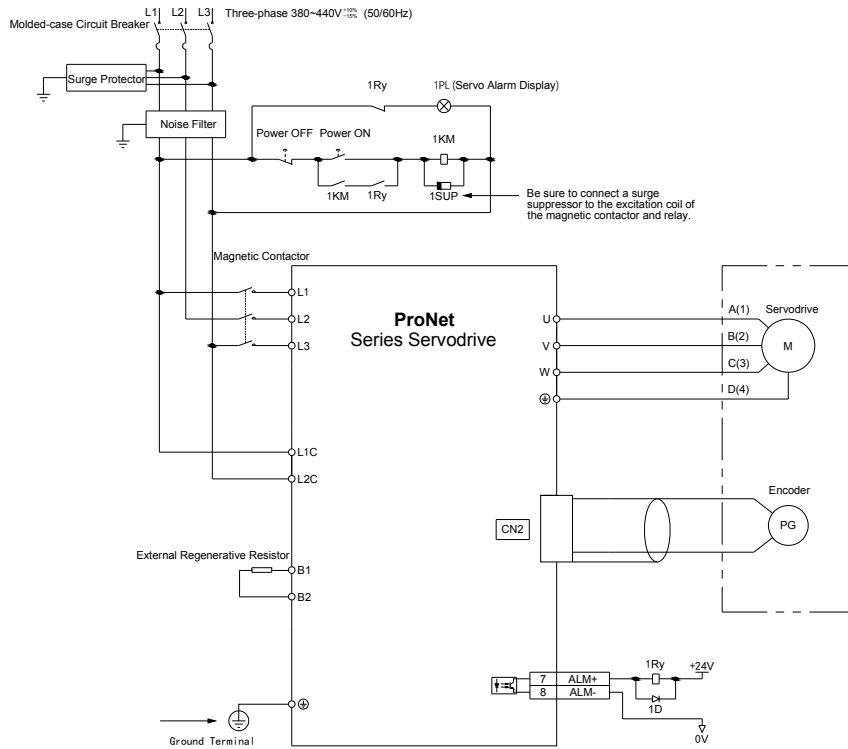 L1 L2 L3 Three-phase 380~440V +10% -15% (50/60Hz)
Molded-case Circuit Breaker
Surge Protector
1Ry 1PL (Servo Alarm Display)
Noise Filter
Power OFF Power ON 1KM
1KM 1Ry 1SUP
Be sure to connect a surge
suppressor to the excitation coil of
the magnetic contactor and relay.
Magnetic Contactor
L1
L2
L3
ProNet
Series Servodrive
U
V
W
A(1)
B(2)
C(3)
D(4)
Servodrive
M
L1C
L2C
CN2
Encoder
PG
External Regenerative Resistor
B1
B2
7 ALM+
8 ALM-
1Ry
+24V
1D
0V
Ground Terminal